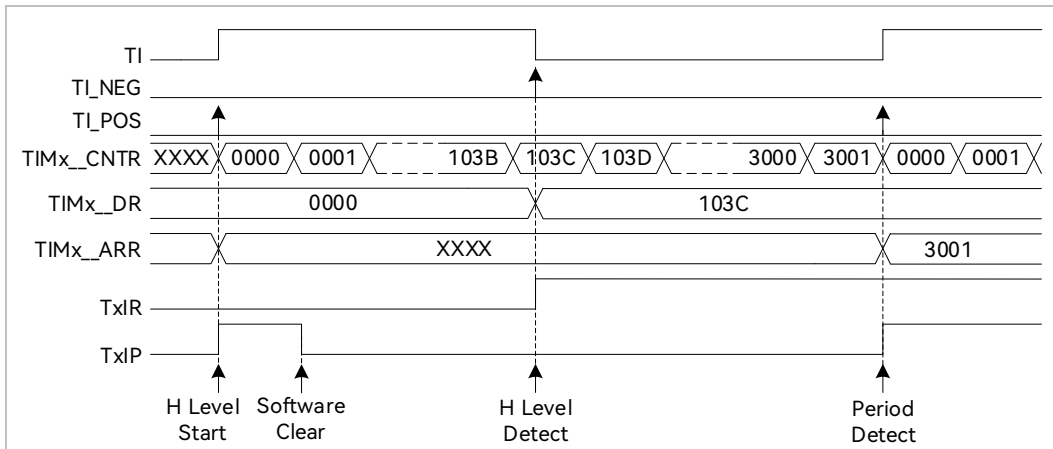 TI
TI_NEG
TI_POS
TIMx__CNTR XXXX 0000 0001 103B 103C 103D 3000 3001 0000 0001
TIMx__DR 0000 103C
TIMx__ARR XXXX 3001
TxIR
TxIP
H Level Software H Level Period
Start Clear Detect Detect